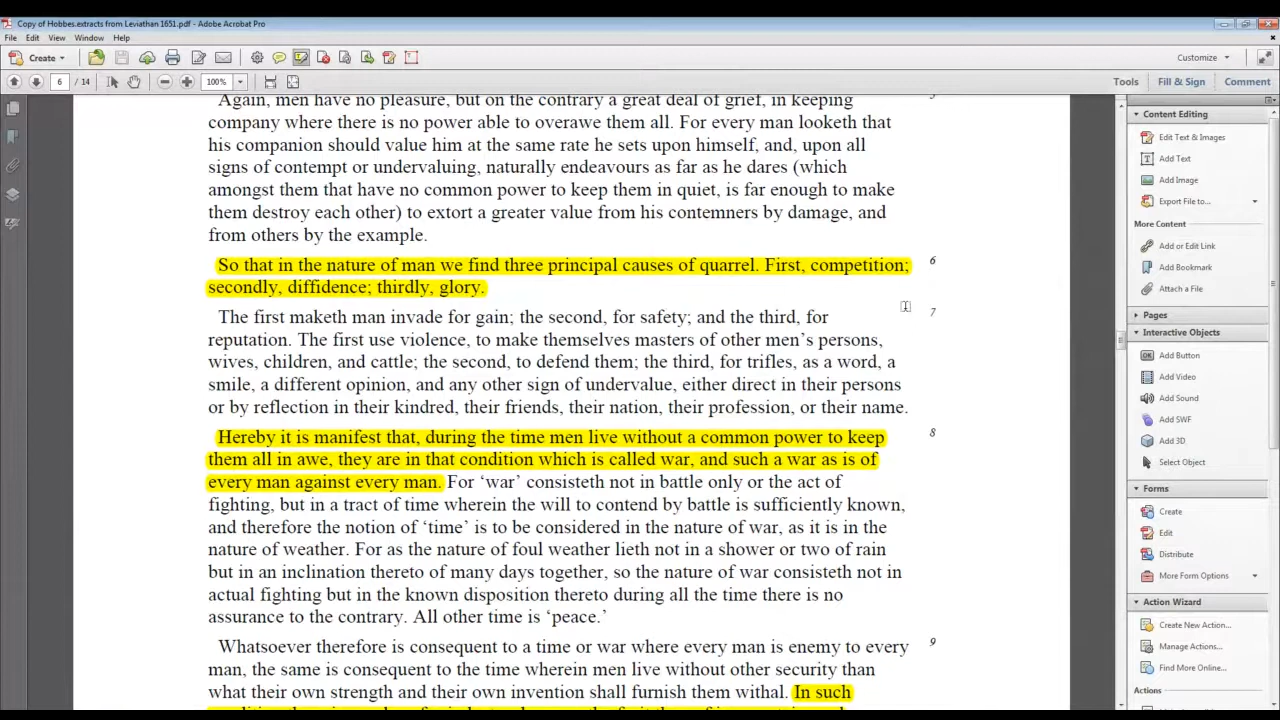 Copy of Hobbes.extracts from Leviathan 1651.pdf - Adobe Acrobat Pro
File Edit View Window Help
Create Customize
6 / 14 100% Tools Fill & Sign Comment
Again, men have no pleasure, but on the contrary a great deal of grief, in keeping
company where there is no power able to overawe them all. For every man looketh that
his companion should value him at the same rate he sets upon himself, and, upon all
signs of contempt or undervaluing, naturally endeavours as far as he dares (which
amongst them that have no common power to keep them in quiet, is far enough to make
them destroy each other) to extort a greater value from his contemners by damage, and
from others by the example.
So that in the nature of man we find three principal causes of quarrel. First, competition; 6
secondly, diffidence; thirdly, glory.
The first maketh man invade for gain; the second, for safety; and the third, for 7
reputation. The first use violence, to make themselves masters of other men's persons,
wives, children, and cattle; the second, to defend them; the third, for trifles, as a word, a
smile, a different opinion, and any other sign of undervalue, either direct in their persons
or by reflection in their kindred, their friends, their nation, their profession, or their name.
Hereby it is manifest that, during the time men live without a common power to keep 8
them all in awe, they are in that condition which is called war, and such a war as is of
every man against every man. For ‘war’ consisteth not in battle only or the act of
fighting, but in a tract of time wherein the will to contend by battle is sufficiently known,
and therefore the notion of ‘time’ is to be considered in the nature of war, as it is in the
nature of weather. For as the nature of foul weather lieth not in a shower or two of rain
but in an inclination thereto of many days together, so the nature of war consisteth not in
actual fighting but in the known disposition thereto during all the time there is no
assurance to the contrary. All other time is ‘peace.’
Whatsoever therefore is consequent to a time or war where every man is enemy to every 9
man, the same is consequent to the time wherein men live without other security than
what their own strength and their own invention shall furnish them withal. In such
Content Editing
Edit Text & Images
Add Text
Add Image
Export File to...
More Content
Add or Edit Link
Add Bookmark
Attach a File
Pages
Interactive Objects
Add Button
Add Video
Add Sound
Add SWF
Add 3D
Select Object
Forms
Create
Edit
Distribute
More Form Options
Action Wizard
Create New Action...
Manage Actions...
Find More Online...
Actions